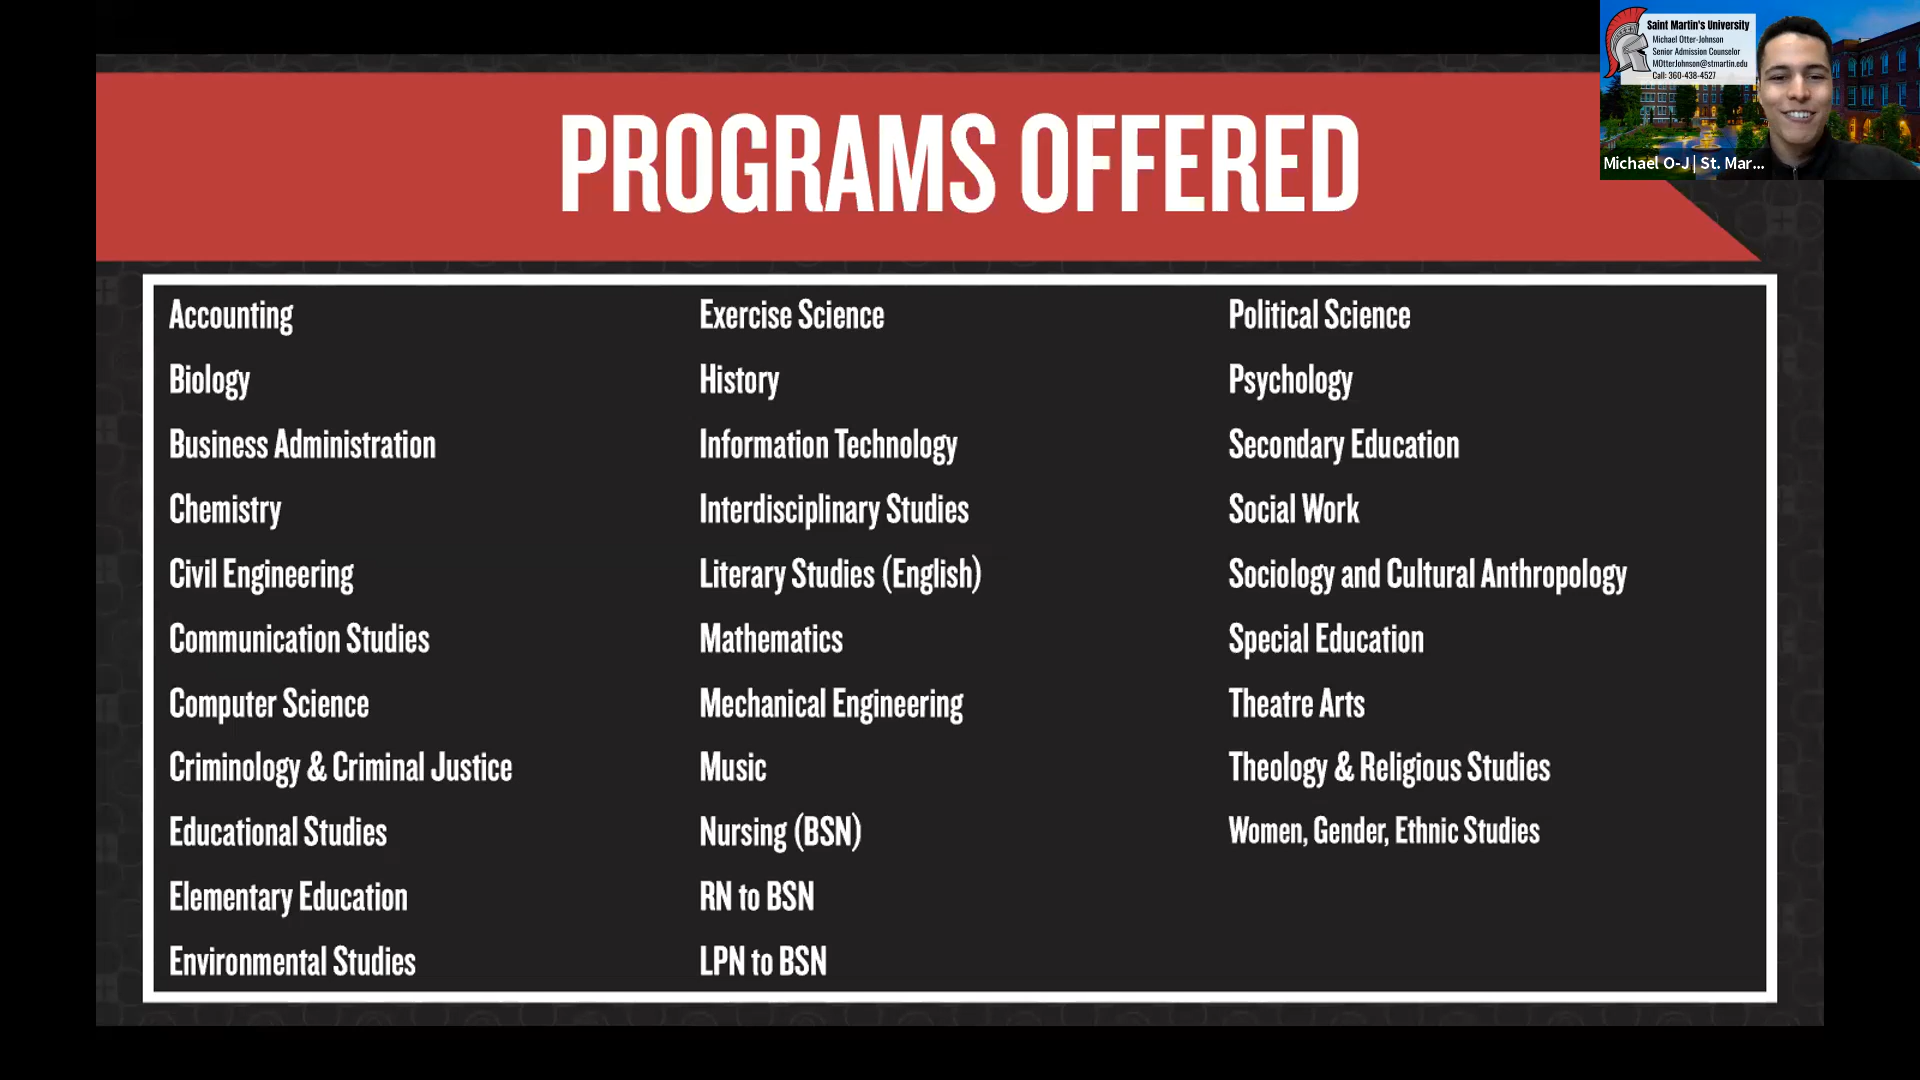 PROGRAMS OFFERED
Saint Martin's University
Michael Otter-Johnson
Senior Admission Counselor
MOtterJohnson@stmartin.edu
Call: 360-438-4527
Michael O-J | St. Mar...
Accounting
Biology
Business Administration
Chemistry
Civil Engineering
Communication Studies
Computer Science
Criminology & Criminal Justice
Educational Studies
Elementary Education
Environmental Studies
Exercise Science
History
Information Technology
Interdisciplinary Studies
Literary Studies (English)
Mathematics
Mechanical Engineering
Music
Nursing (BSN)
RN to BSN
LPN to BSN
Political Science
Psychology
Secondary Education
Social Work
Sociology and Cultural Anthropology
Special Education
Theatre Arts
Theology & Religious Studies
Women, Gender, Ethnic Studies